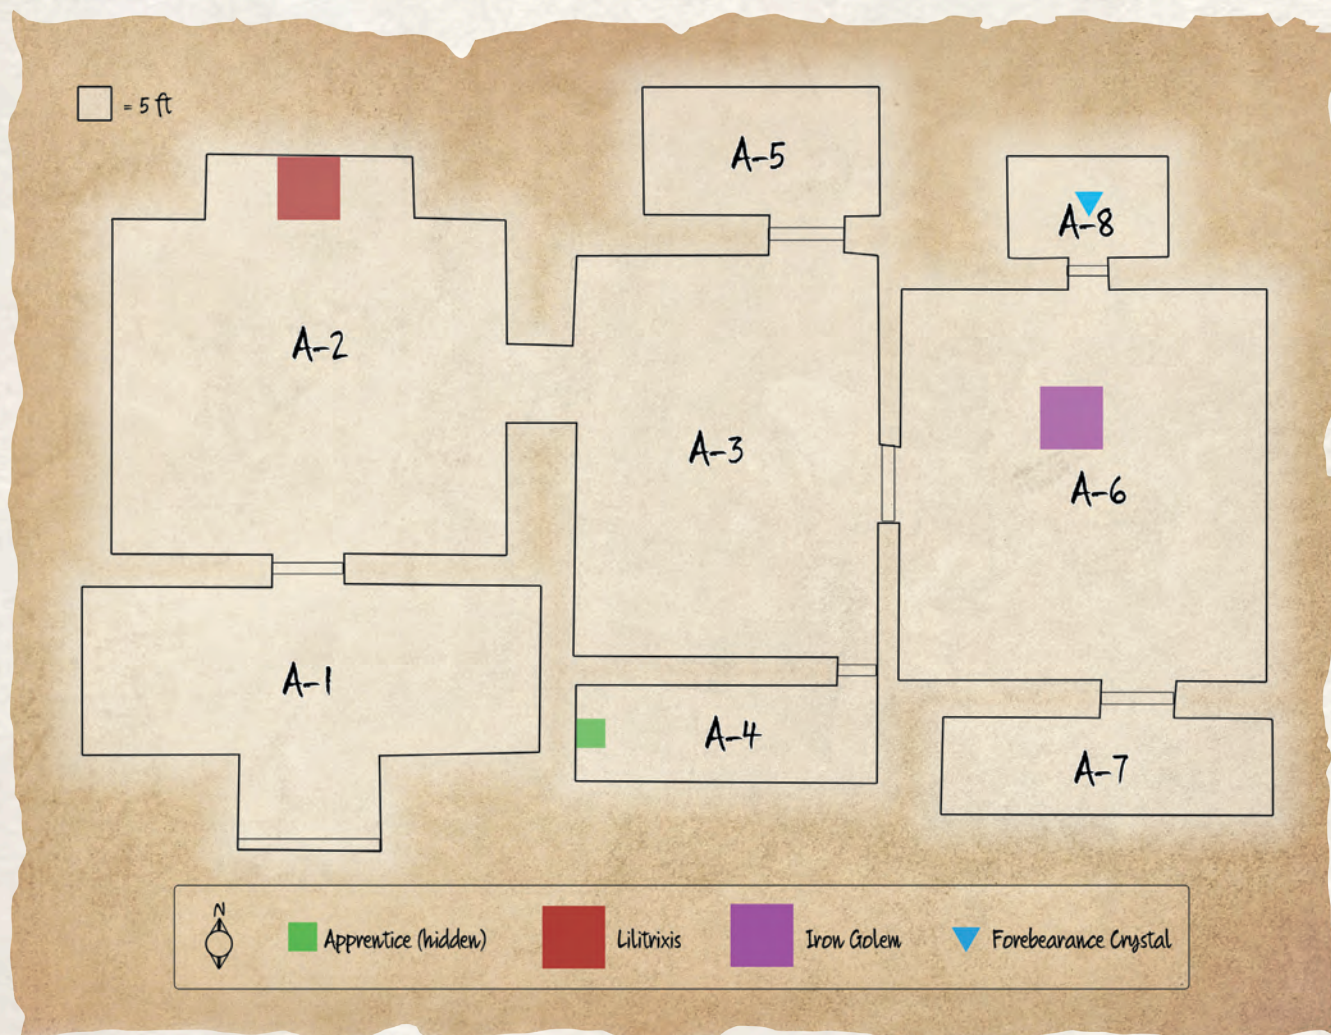 = 5 ft
A-5
A-8
A-2
A-3
A-6
A-1
A-4
A-7
N
Apprentice (hidden)
Lilitrixis
Iron Golem
Forebearance Crystal